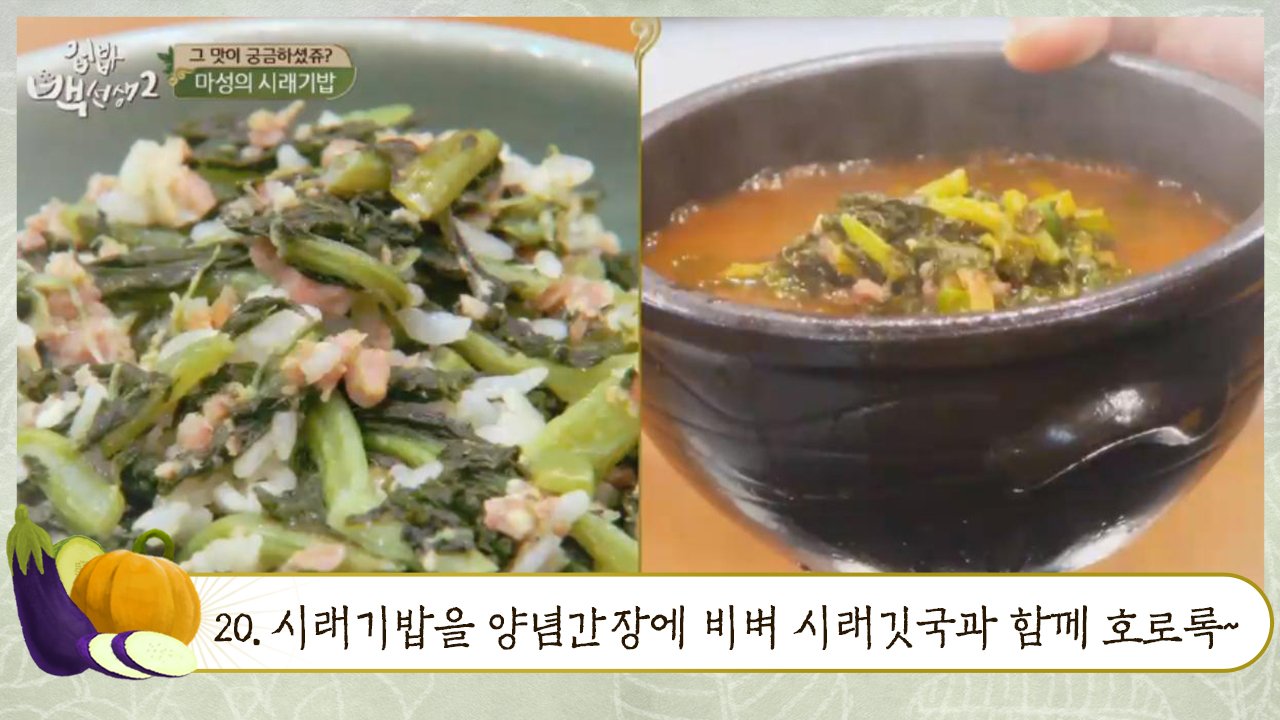 집밥
백선생2
그 맛이 궁금하셨쥬?
마성의 시래기밥
20. 시래기밥을 양념간장에 비벼 시래깃국과 함께 호로록~